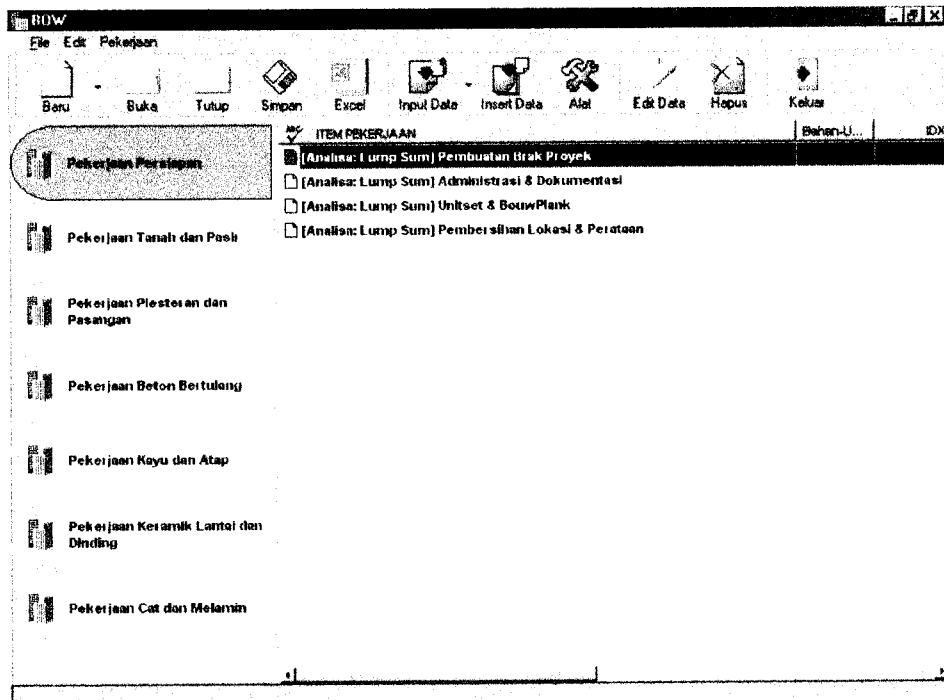 BOW
File Edit Pekerjaan
Baru Buka Tutup Simpan Excel Input Data Insert Data Alat Edit Data Hapus Keluar
ITEM PEKERJAAN Bahan-U... IDX
[Analisa: Lump Sum] Pembuatan Brak Proyek
[Analisa: Lump Sum] Administrasi & Dokumentasi
[Analisa: Lump Sum] Unitset & BouwPlank
[Analisa: Lump Sum] Pembersihan Lokasi & Perataan
Pekerjaan Persiapan
Pekerjaan Tanah dan Pasir
Pekerjaan Plesteran dan
Pasangan
Pekerjaan Beton Bertulang
Pekerjaan Kayu dan Atap
Pekerjaan Keramik Lantai dan
Dinding
Pekerjaan Cat dan Melamin